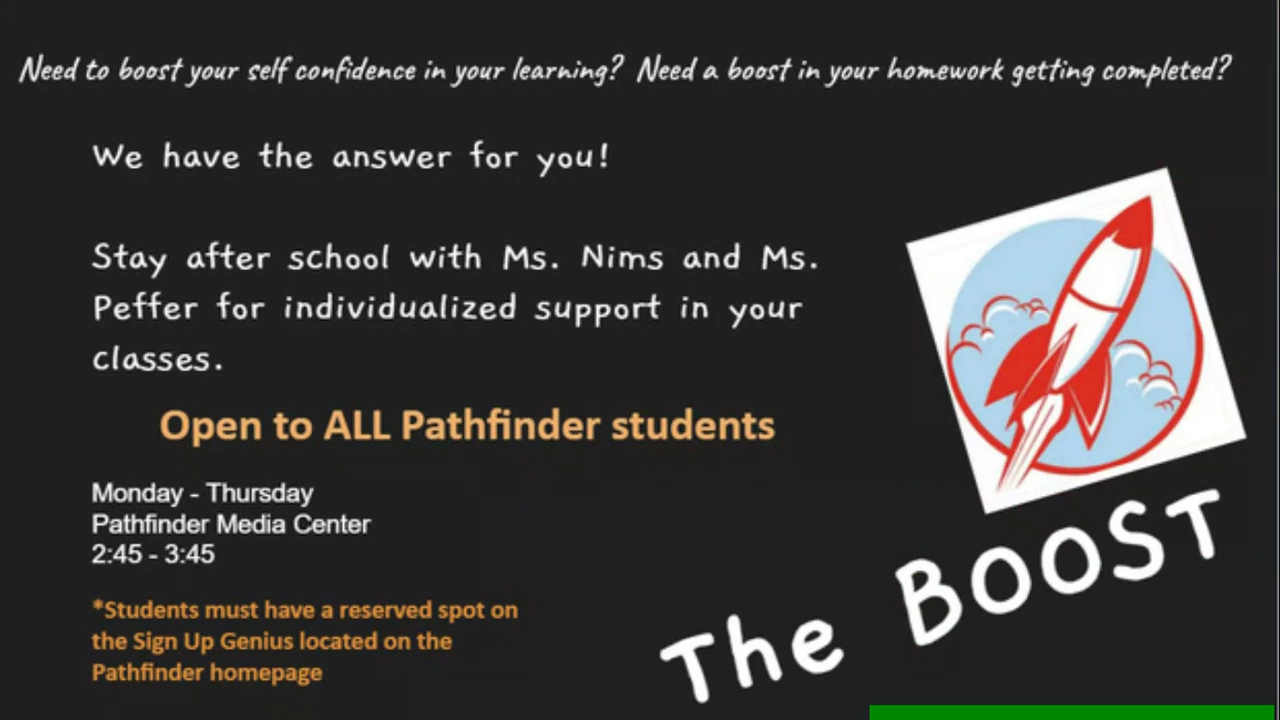 Need to boost your self confidence in your learning? Need a boost in your homework getting completed?
We have the answer for you!
Stay after school with Ms. Nims and Ms.
Peffer for individualized support in your
classes.
Open to ALL Pathfinder students
Monday - Thursday
Pathfinder Media Center
2:45 - 3:45
*Students must have a reserved spot on
the Sign Up Genius located on the
Pathfinder homepage
The BOOST